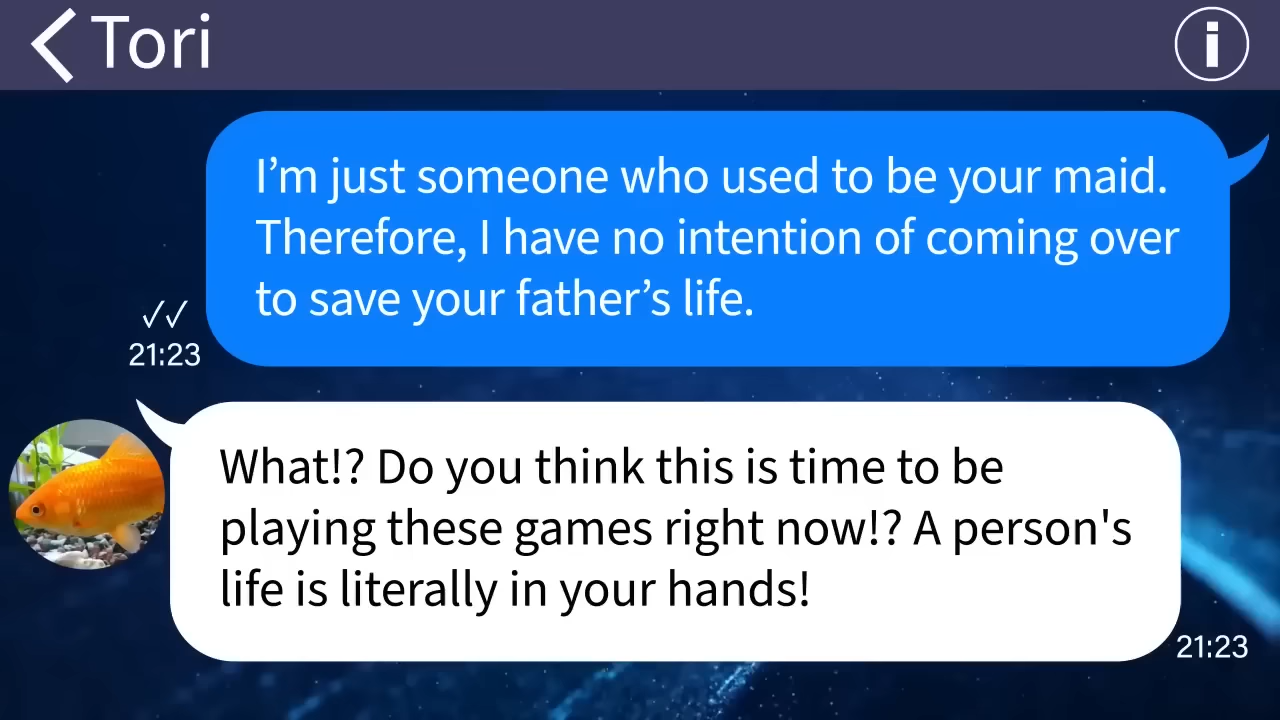 Tori
I’m just someone who used to be your maid.
Therefore, I have no intention of coming over
to save your father’s life.
21:23
What!? Do you think this is time to be
playing these games right now!? A person's
life is literally in your hands!
21:23